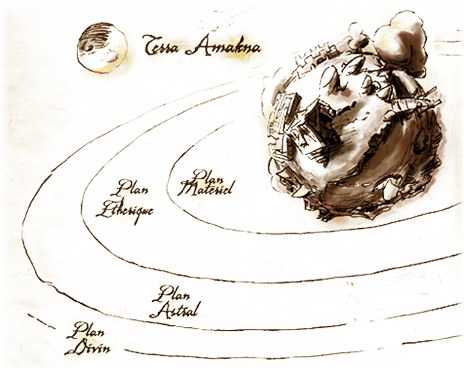 Terra Amakna
Plan
Matériel
Plan
Ethérique
Plan
Astral
Plan
Divin